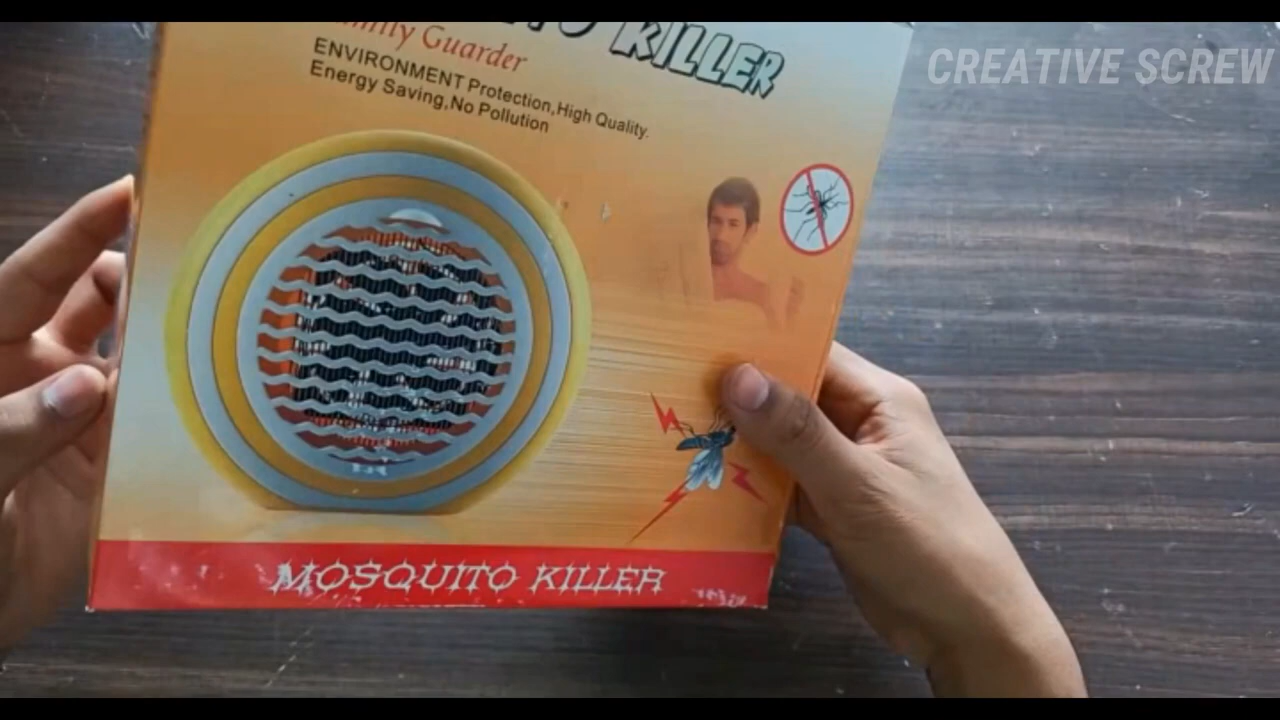 KILLER
CREATIVE SCREW
Guarder
ENVIRONMENT Protection,High Quality.
Energy Saving,No Pollution
MOSQUITO KILLER